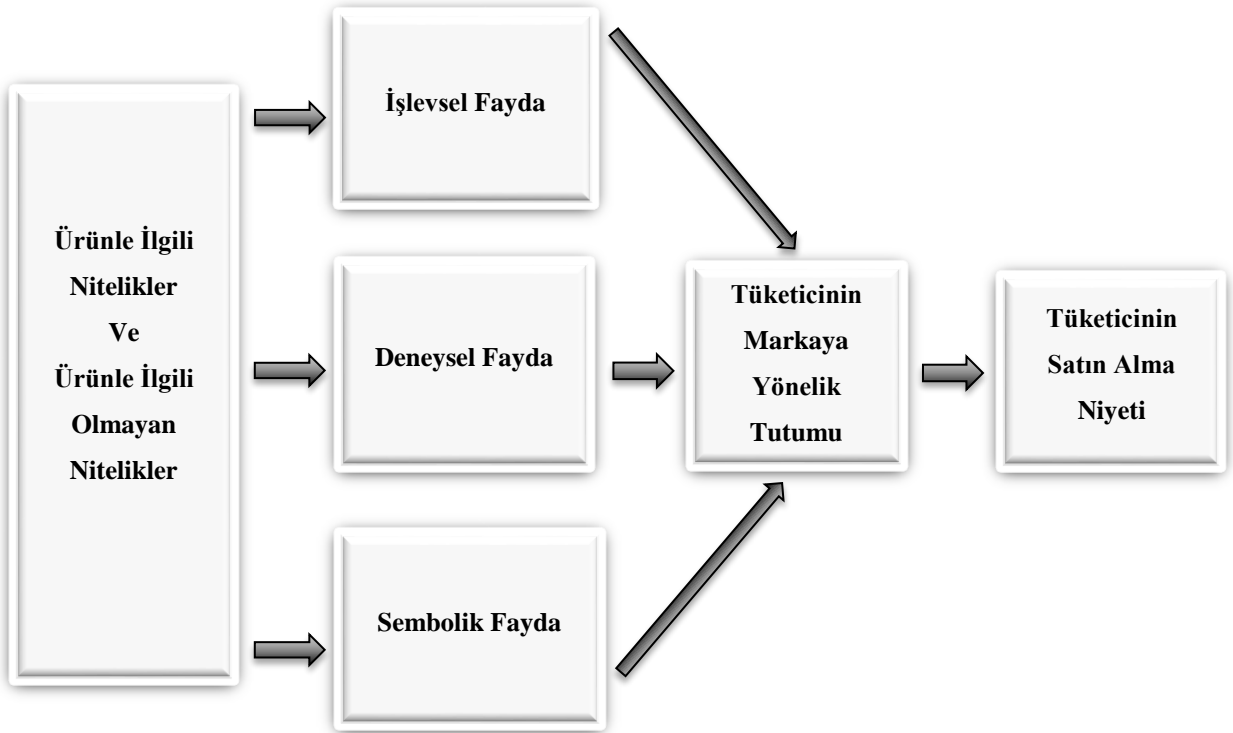 Ürünle İlgili
Nitelikler
Ve
Ürünle İlgili
Olmayan
Nitelikler
İşlevsel Fayda
Deneysel Fayda
Sembolik Fayda
Tüketicinin
Markaya
Yönelik
Tutumu
Tüketicinin
Satın Alma
Niyeti